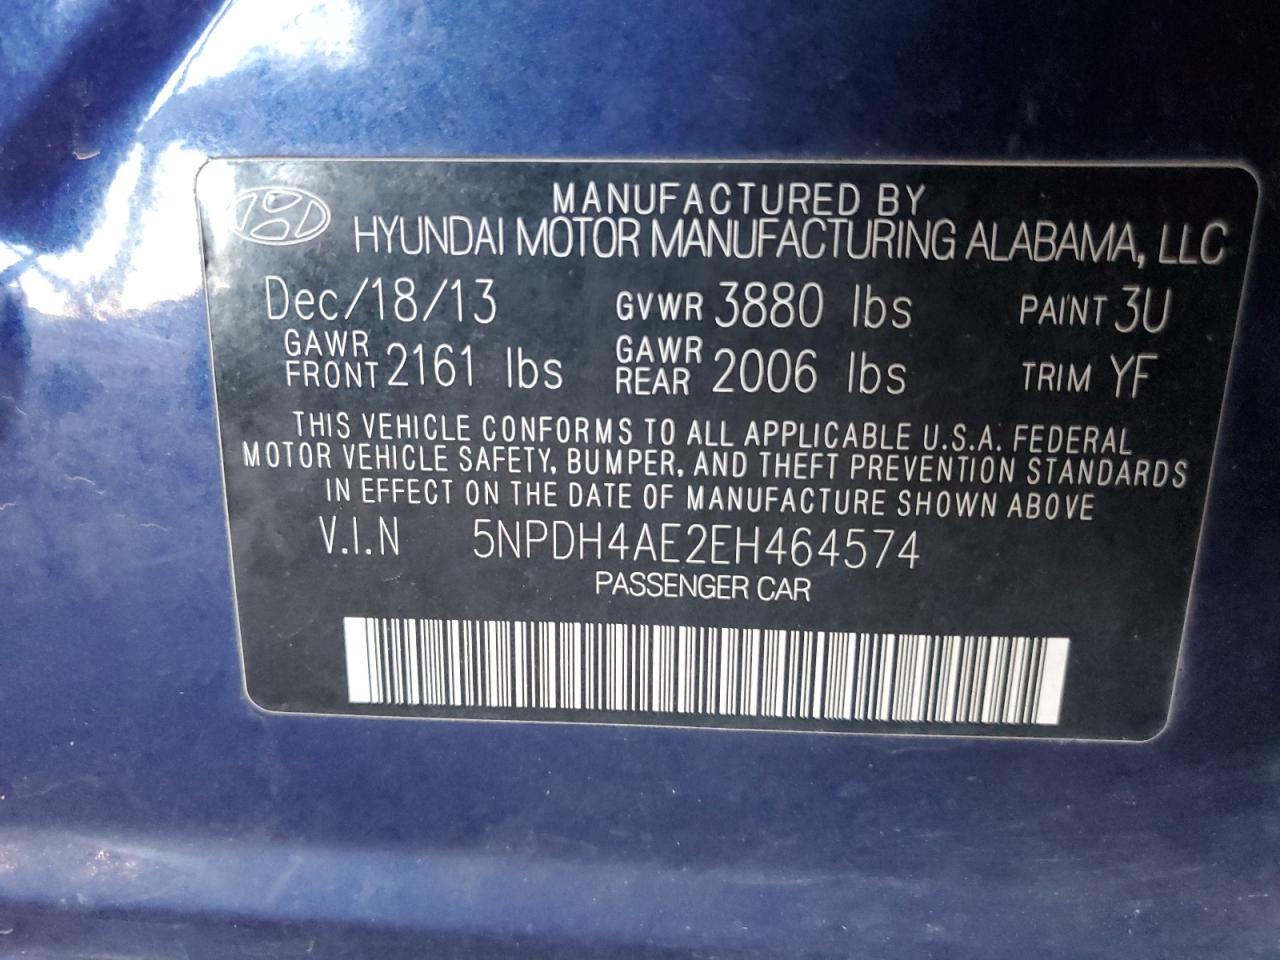 MANUFACTURED BY
HYUNDAI MOTOR MANUFACTURING ALABAMA, LLC
Dec/18/13 GVWR 3880 lbs PAINT 3U
GAWR FRONT 2161 lbs GAWR REAR 2006 lbs TRIM YF
THIS VEHICLE CONFORMS TO ALL APPLICABLE U.S.A. FEDERAL
MOTOR VEHICLE SAFETY, BUMPER, AND THEFT PREVENTION STANDARDS
IN EFFECT ON THE DATE OF MANUFACTURE SHOWN ABOVE
V.I.N 5NPDH4AE2EH464574
PASSENGER CAR